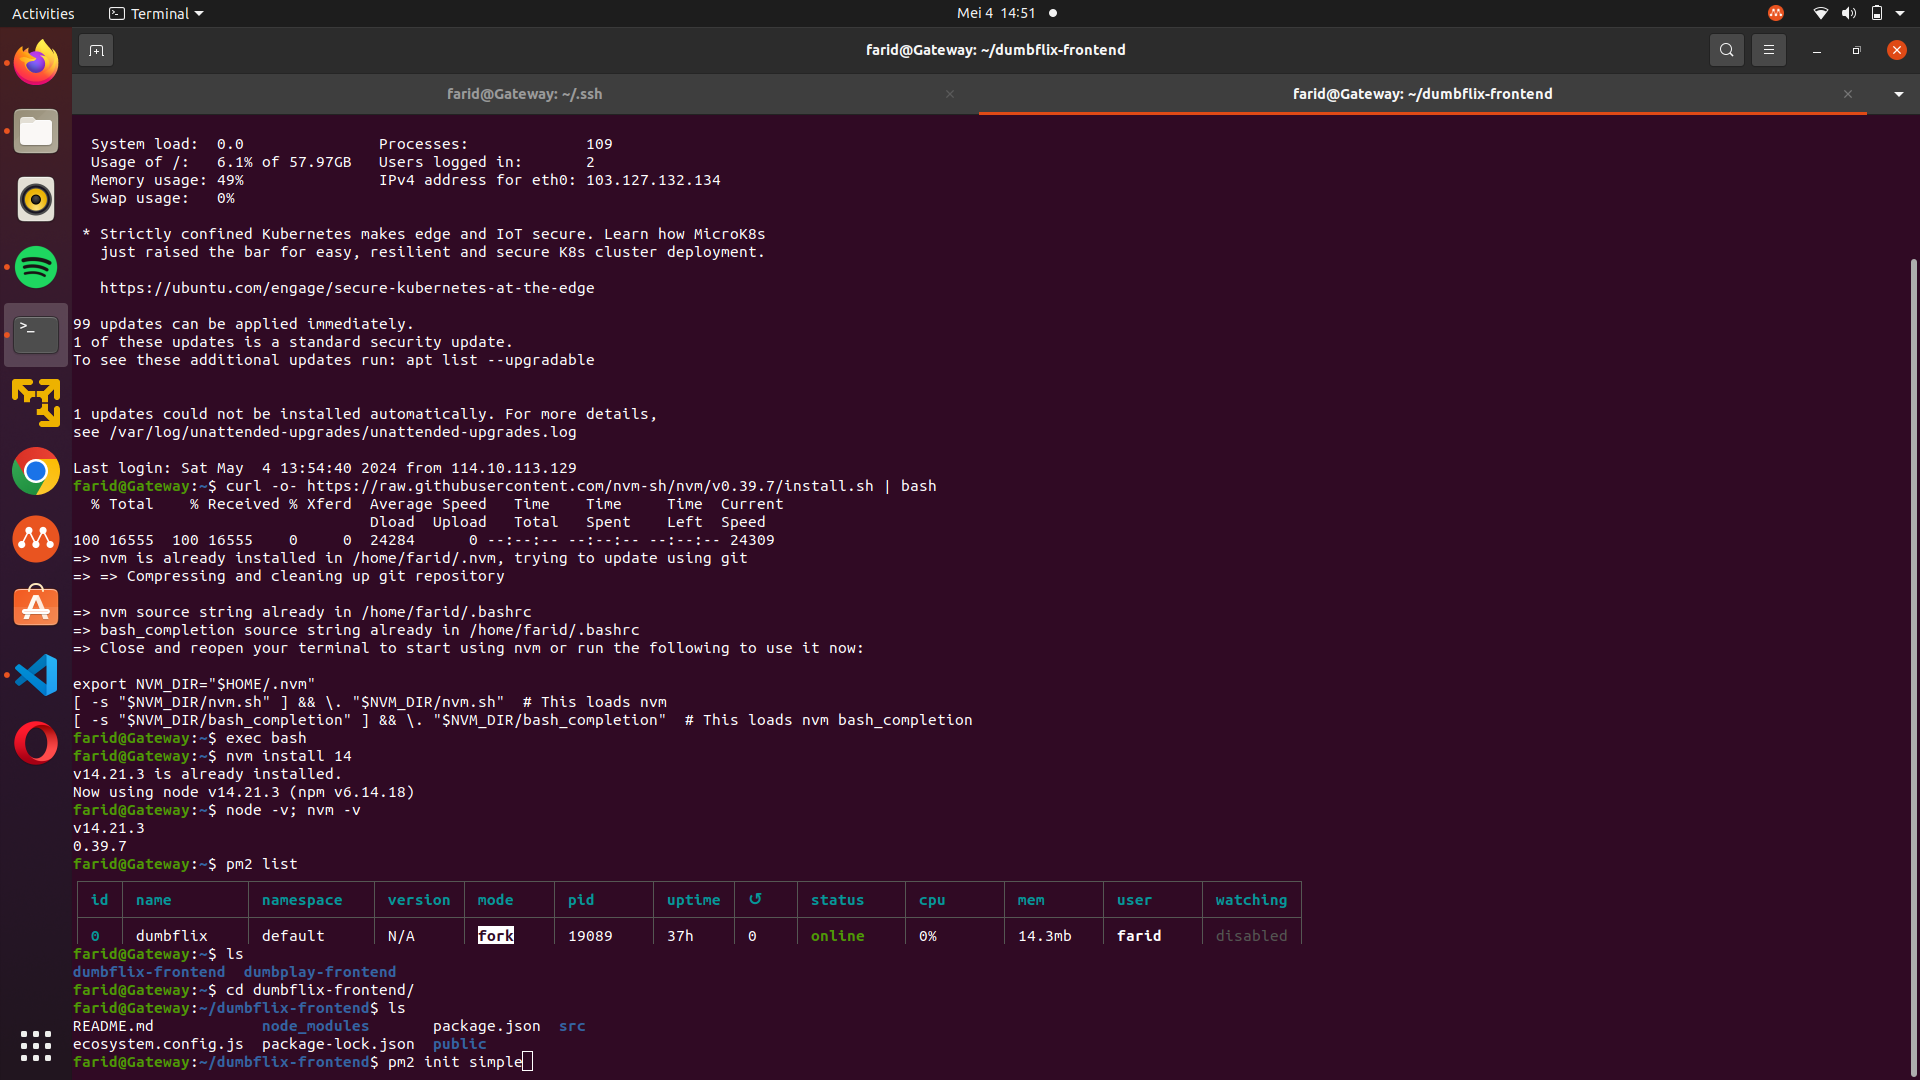 Activities
Terminal
Mei 4 14:51
farid@Gateway: ~/dumbflix-frontend
farid@Gateway: ~/.ssh
farid@Gateway: ~/dumbflix-frontend
System load: 0.0 Processes: 109
Usage of /: 6.1% of 57.97GB Users logged in: 2
Memory usage: 49% IPv4 address for eth0: 103.127.132.134
Swap usage: 0%
* Strictly confined Kubernetes makes edge and IoT secure. Learn how MicroK8s
just raised the bar for easy, resilient and secure K8s cluster deployment.
https://ubuntu.com/engage/secure-kubernetes-at-the-edge
99 updates can be applied immediately.
1 of these updates is a standard security update.
To see these additional updates run: apt list --upgradable
1 updates could not be installed automatically. For more details,
see /var/log/unattended-upgrades/unattended-upgrades.log
Last login: Sat May  4 13:54:40 2024 from 114.10.113.129
farid@Gateway:~$ curl -o- https://raw.githubusercontent.com/nvm-sh/nvm/v0.39.7/install.sh | bash
% Total % Received % Xferd Average Speed Time Time Time Current
Dload Upload Total Spent Left Speed
100 16555 100 16555 0 0 24284 0 --:--:-- --:--:-- --:--:-- 24309
=> nvm is already installed in /home/farid/.nvm, trying to update using git
=> => Compressing and cleaning up git repository
=> nvm source string already in /home/farid/.bashrc
=> bash_completion source string already in /home/farid/.bashrc
=> Close and reopen your terminal to start using nvm or run the following to use it now:
export NVM_DIR="$HOME/.nvm"
[ -s "$NVM_DIR/nvm.sh" ] && \. "$NVM_DIR/nvm.sh"  # This loads nvm
[ -s "$NVM_DIR/bash_completion" ] && \. "$NVM_DIR/bash_completion"  # This loads nvm bash_completion
farid@Gateway:~$ exec bash
farid@Gateway:~$ nvm install 14
v14.21.3 is already installed.
Now using node v14.21.3 (npm v6.14.18)
farid@Gateway:~$ node -v; nvm -v
v14.21.3
0.39.7
farid@Gateway:~$ pm2 list
id name namespace version mode pid uptime ↺ status cpu mem user watching
0 dumbflix default N/A fork 19089 37h 0 online 0% 14.3mb farid disabled
farid@Gateway:~$ ls
dumbflix-frontend  dumbplay-frontend
farid@Gateway:~$ cd dumbflix-frontend/
farid@Gateway:~/dumbflix-frontend$ ls
README.md node_modules package.json src
ecosystem.config.js package-lock.json public
farid@Gateway:~/dumbflix-frontend$ pm2 init simple